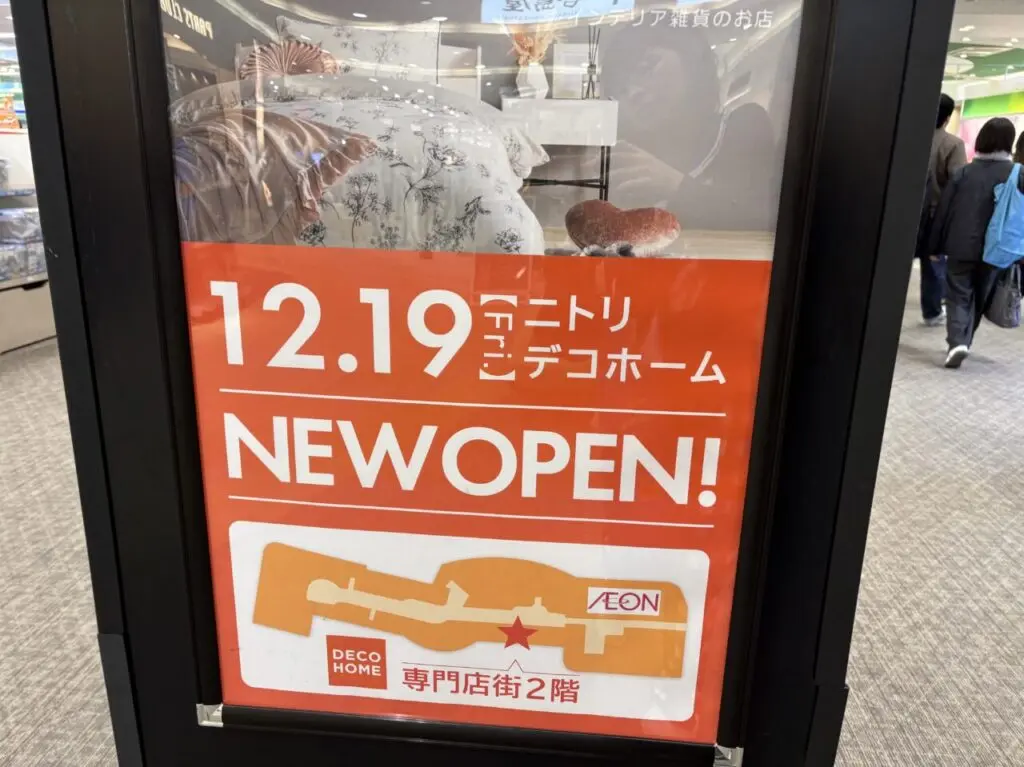 インテリア雑貨のお店
12.19【Fri.】ニトリ
デコホーム
NEW OPEN!
ÆON
DECO
HOME
専門店街2階